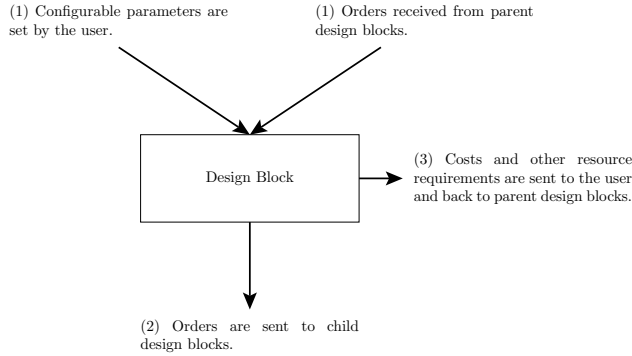 (1) Configurable parameters are
set by the user.
(1) Orders received from parent
design blocks.
Design Block
(3) Costs and other resource
requirements are sent to the user
and back to parent design blocks.
(2) Orders are sent to child
design blocks.